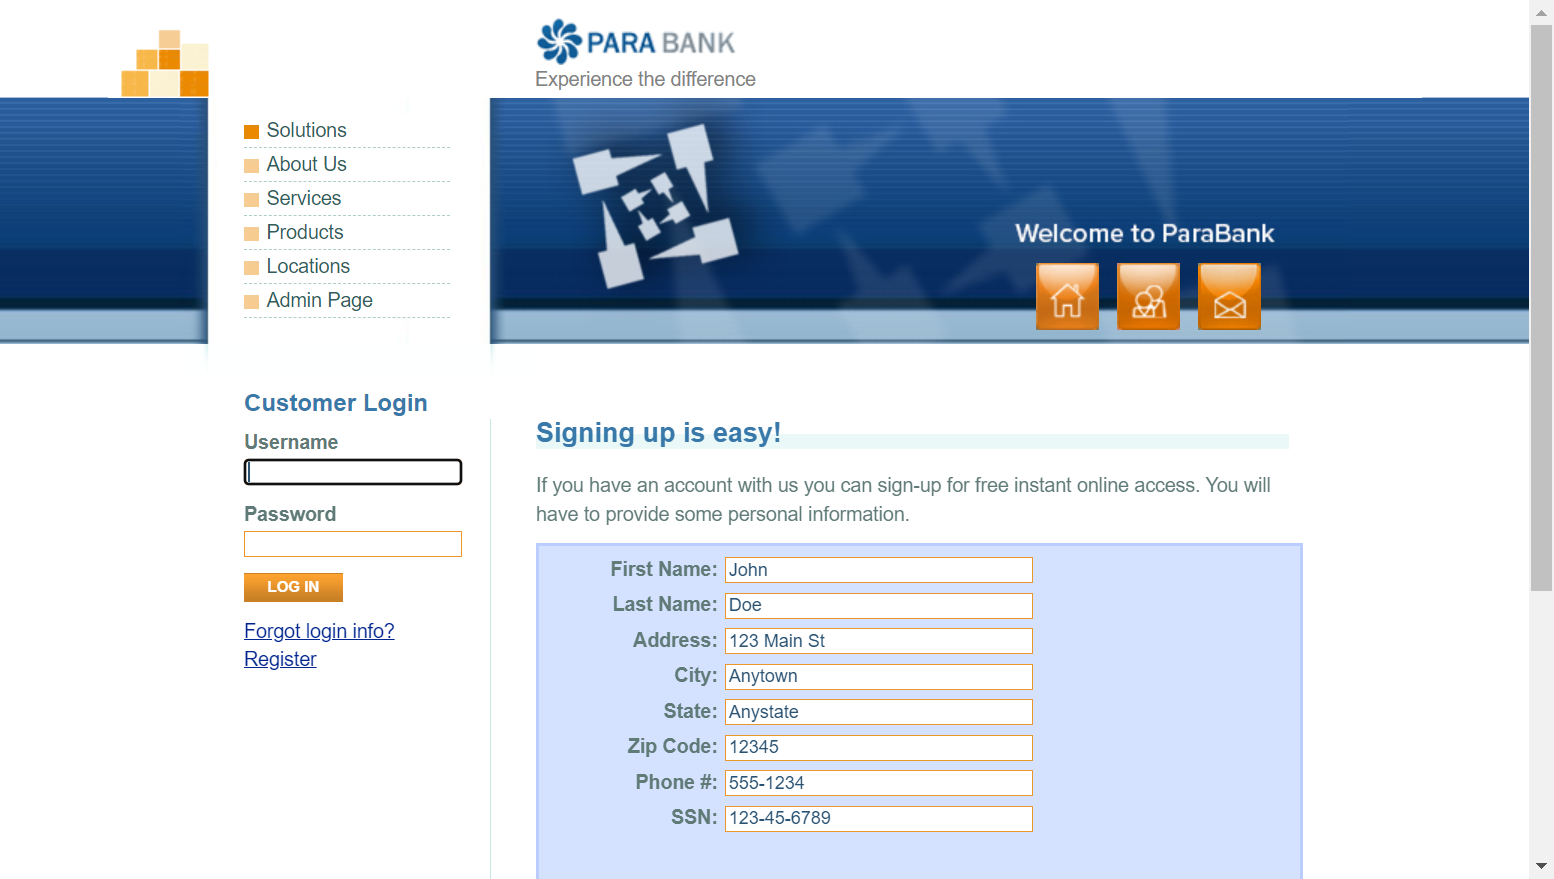 PARA BANK
Experience the difference
Solutions
About Us
Services
Products
Locations
Admin Page
Welcome to ParaBank
Customer Login
Username
Password
LOG IN
Forgot login info?
Register
Signing up is easy!
If you have an account with us you can sign-up for free instant online access. You will
have to provide some personal information.
First Name: John
Last Name: Doe
Address: 123 Main St
City: Anytown
State: Anystate
Zip Code: 12345
Phone #: 555-1234
SSN: 123-45-6789